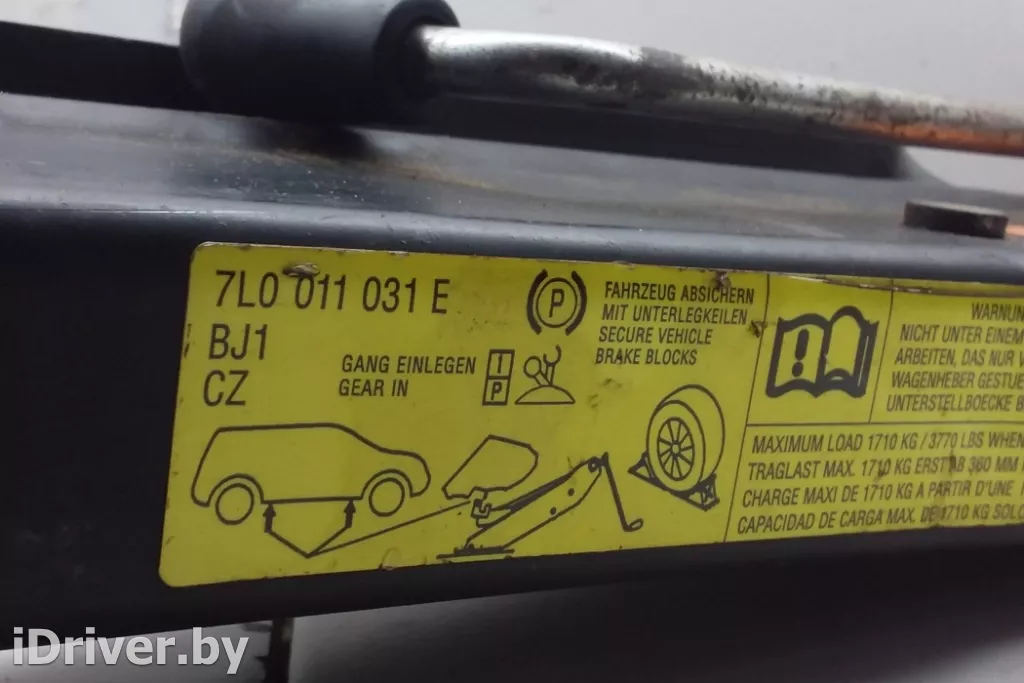 7L0 011 031 E
BJ1
CZ
GANG EINLEGEN
GEAR IN
I
P
P
FAHRZEUG ABSICHERN
MIT UNTERLEGKEILEN
SECURE VEHICLE
BRAKE BLOCKS
WARNUN
NICHT UNTER EINEM
ARBEITEN, DAS NUR
WAGENHEBER GESTUE
UNTERSTELLBOECKE B
MAXIMUM LOAD 1710 KG / 3770 LBS WHEN
TRAGLAST MAX. 1710 KG ERST AB 360 MM
CHARGE MAXI DE 1710 KG A PARTIR D'UNE
CAPACIDAD DE CARGA MAX. DE 1710 KG SOLO
iDriver.by